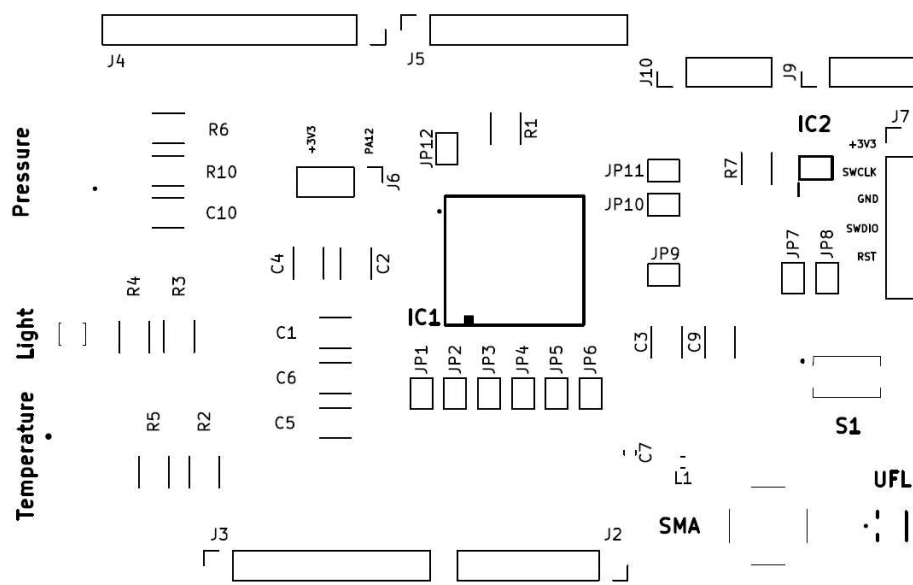 J4
J5
J10
J9
J7
Pressure
R6
R10
C10
+3V3
PA12
J6
JP12
R1
JP11
JP10
JP9
R7
IC2
+3V3
SWCLK
GND
SWDIO
RST
JP7
JP8
C4
C2
R4
R3
Light
C1
C6
C5
IC1
JP1
JP2
JP3
JP4
JP5
JP6
C3
C9
S1
Temperature
R5
R2
C7
L1
UFL
SMA
J3
J2